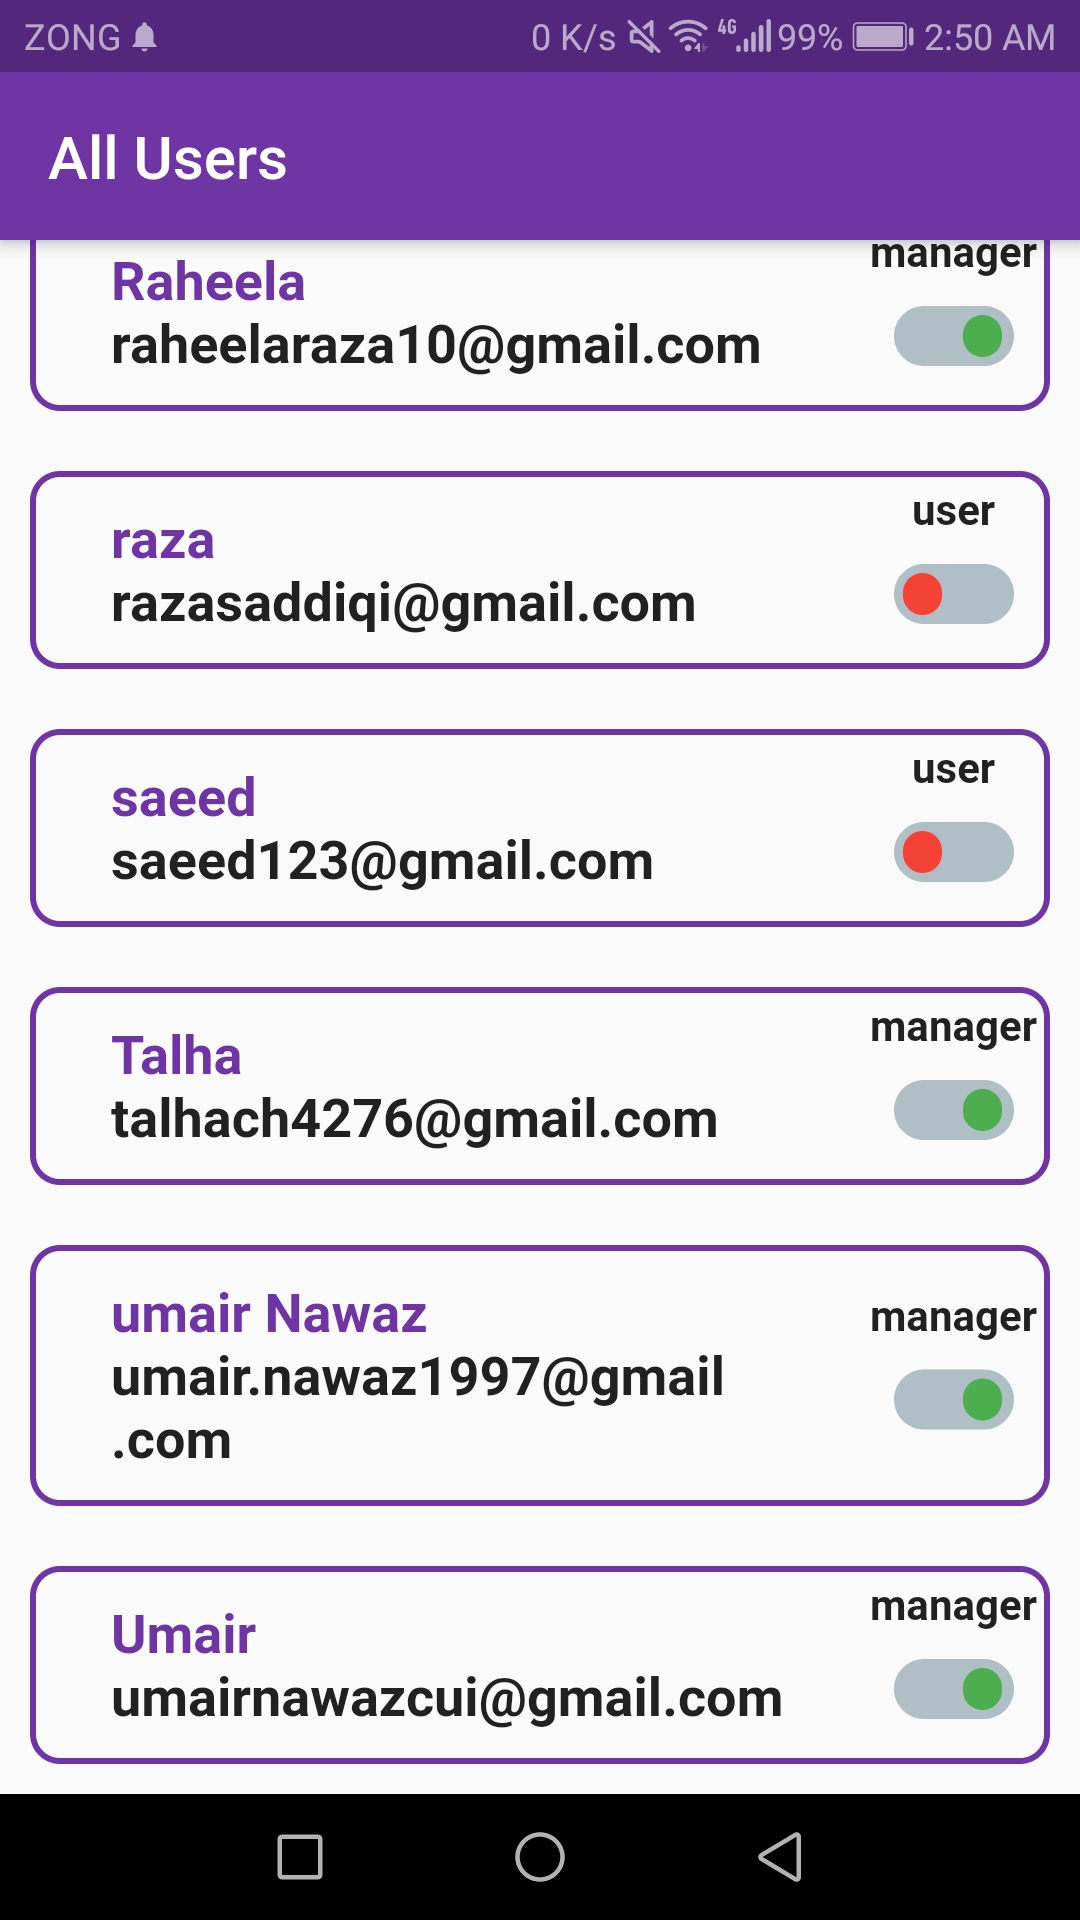 ZONG 0 K/s 4G 99% 2:50 AM
All Users
manager
Raheela
raheelaraza10@gmail.com
user
raza
razasaddiqi@gmail.com
user
saeed
saeed123@gmail.com
manager
Talha
talhach4276@gmail.com
umair Nawaz
manager
umair.nawaz1997@gmail
.com
manager
Umair
umairnawazcui@gmail.com